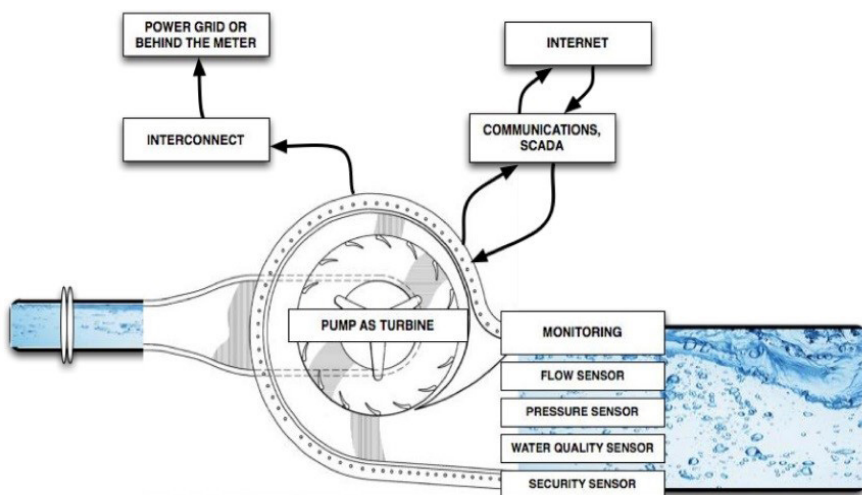 POWER GRID OR
BEHIND THE METER
INTERNET
INTERCONNECT
COMMUNICATIONS,
SCADA
PUMP AS TURBINE
MONITORING
FLOW SENSOR
PRESSURE SENSOR
WATER QUALITY SENSOR
SECURITY SENSOR